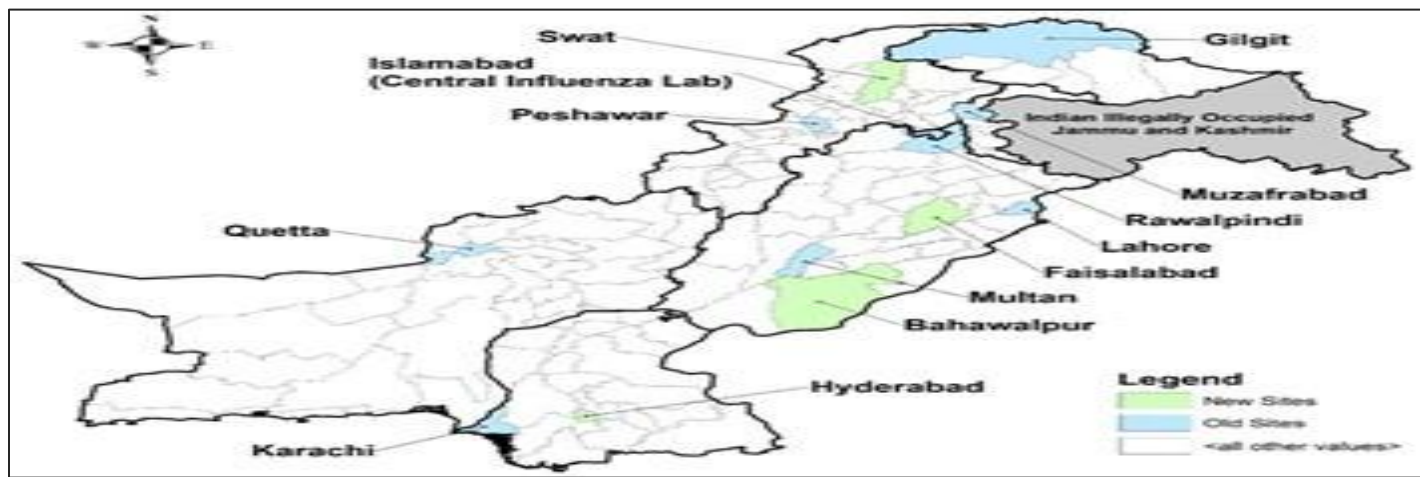 N
W E
S
Swat
Gilgit
Islamabad
(Central Influenza Lab)
Peshawar
Indian Illegally Occupied
Jammu and Kashmir
Muzafrabad
Rawalpindi
Quetta
Lahore
Faisalabad
Multan
Bahawalpur
Hyderabad
Karachi
Legend
New Sites
Old Sites
<all other values>